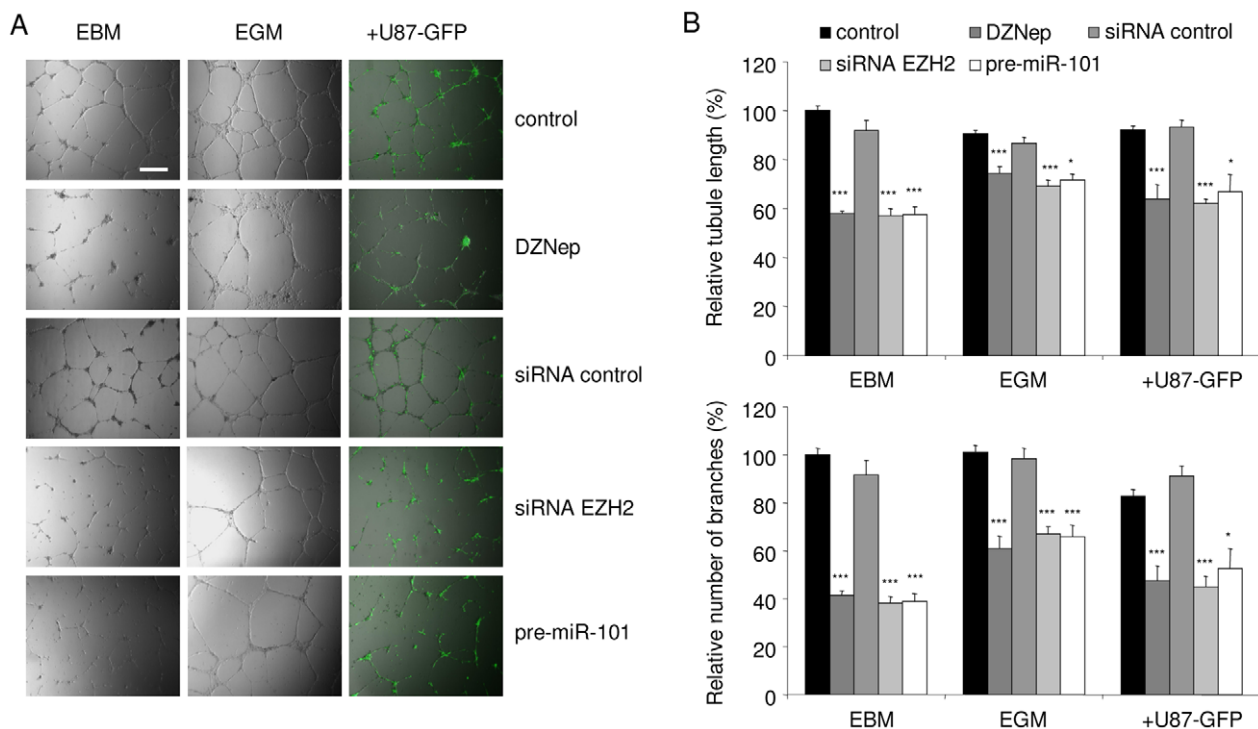 A
EBM EGM +U87-GFP
control
DZNep
siRNA control
siRNA EZH2
pre-miR-101
B
control DZNep siRNA control
siRNA EZH2 pre-miR-101
Relative tubule length (%)
120
100
80
60
40
20
0
*** *** *** *** *** * *** *** *
EBM EGM +U87-GFP
Relative number of branches (%)
120
100
80
60
40
20
0
*** *** *** *** *** *** *** *** *
EBM EGM +U87-GFP